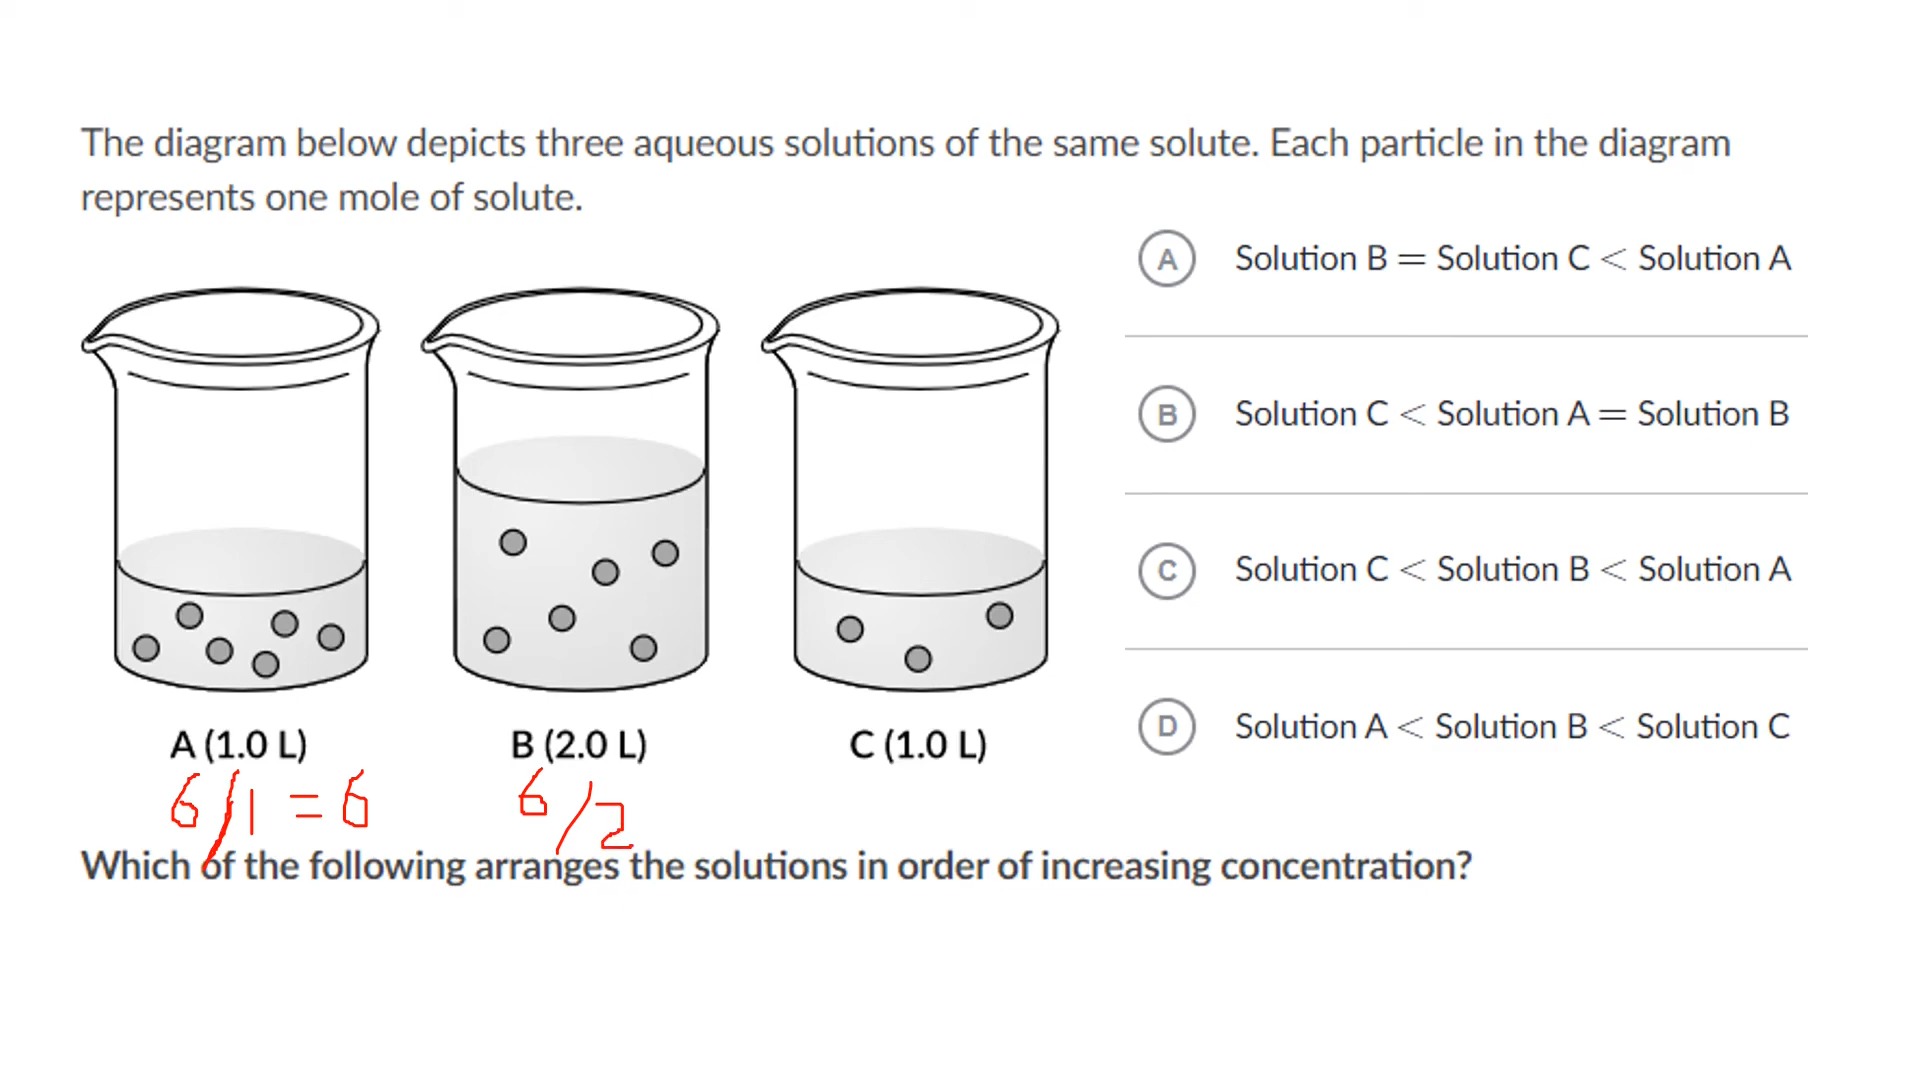 The diagram below depicts three aqueous solutions of the same solute. Each particle in the diagram
represents one mole of solute.
A Solution B = Solution C < Solution A
B Solution C < Solution A = Solution B
C Solution C < Solution B < Solution A
D Solution A < Solution B < Solution C
A (1.0 L) B (2.0 L) C (1.0 L)
6/1 = 6 6/2
Which of the following arranges the solutions in order of increasing concentration?